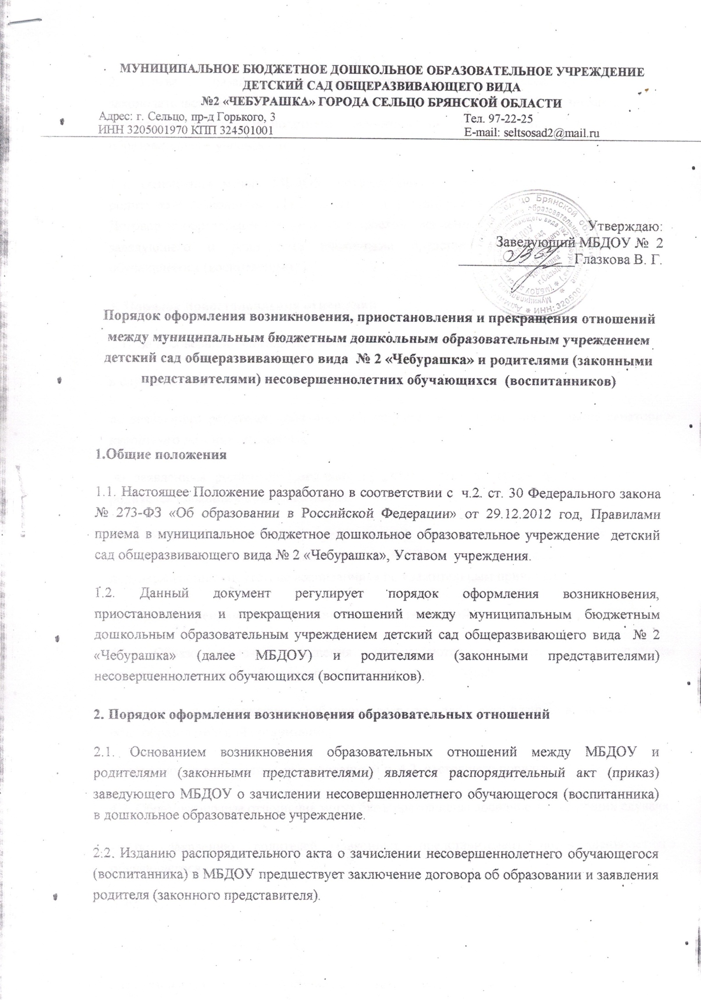 МУНИЦИПАЛЬНОЕ БЮДЖЕТНОЕ ДОШКОЛЬНОЕ ОБРАЗОВАТЕЛЬНОЕ УЧРЕЖДЕНИЕ
ДЕТСКИЙ САД ОБЩЕРАЗВИВАЮЩЕГО ВИДА
№2 «ЧЕБУРАШКА» ГОРОДА СЕЛЬЦО БРЯНСКОЙ ОБЛАСТИ
Адрес: г. Сельцо, пр-д Горького, 3 Тел. 97-22-25
ИНН 3205001970 КПП 324501001 E-mail: seltsosad2@mail.ru
Утверждаю:
Заведующий МБДОУ № 2
Глазкова В. Г.
Порядок оформления возникновения, приостановления и прекращения отношений
между муниципальным бюджетным дошкольным образовательным учреждением
детский сад общеразвивающего вида № 2 «Чебурашка» и родителями (законными
представителями) несовершеннолетних обучающихся (воспитанников)
1.Общие положения
1.1. Настоящее Положение разработано в соответствии с ч.2. ст. 30 Федерального закона
№ 273-ФЗ «Об образовании в Российской Федерации» от 29.12.2012 год, Правилами
приема в муниципальное бюджетное дошкольное образовательное учреждение детский
сад общеразвивающего вида № 2 «Чебурашка», Уставом учреждения.
1.2. Данный документ регулирует порядок оформления возникновения,
приостановления и прекращения отношений между муниципальным бюджетным
дошкольным образовательным учреждением детский сад общеразвивающего вида № 2
«Чебурашка» (далее МБДОУ) и родителями (законными представителями)
несовершеннолетних обучающихся (воспитанников).
2. Порядок оформления возникновения образовательных отношений
2.1. Основанием возникновения образовательных отношений между МБДОУ и
родителями (законными представителями) является распорядительный акт (приказ)
заведующего МБДОУ о зачислении несовершеннолетнего обучающегося (воспитанника)
в дошкольное образовательное учреждение.
2.2. Изданию распорядительного акта о зачислении несовершеннолетнего обучающегося
(воспитанника) в МБДОУ предшествует заключение договора об образовании и заявления
родителя (законного представителя).